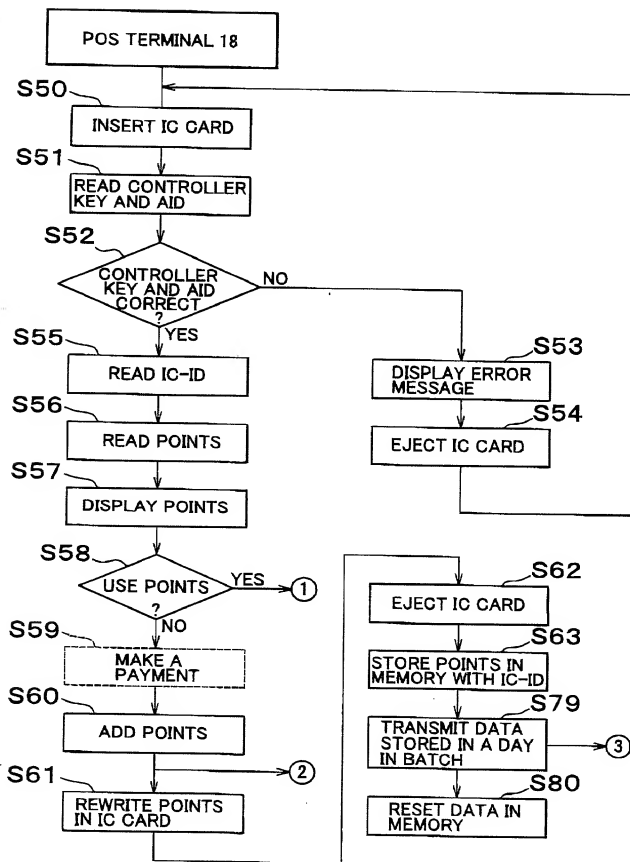 POS TERMINAL 18
S50
INSERT IC CARD
S51
READ CONTROLLER
KEY AND AID
S52
CONTROLLER
KEY AND AID
CORRECT
?
NO
YES
S53
DISPLAY ERROR
MESSAGE
S54
EJECT IC CARD
S55
READ IC-ID
S56
READ POINTS
S57
DISPLAY POINTS
S58
USE POINTS
?
YES
1
NO
S59
MAKE A
PAYMENT
S60
ADD POINTS
2
S61
REWRITE POINTS
IN IC CARD
S62
EJECT IC CARD
S63
STORE POINTS IN
MEMORY WITH IC-ID
S79
TRANSMIT DATA
STORED IN A DAY
IN BATCH
3
S80
RESET DATA IN
MEMORY